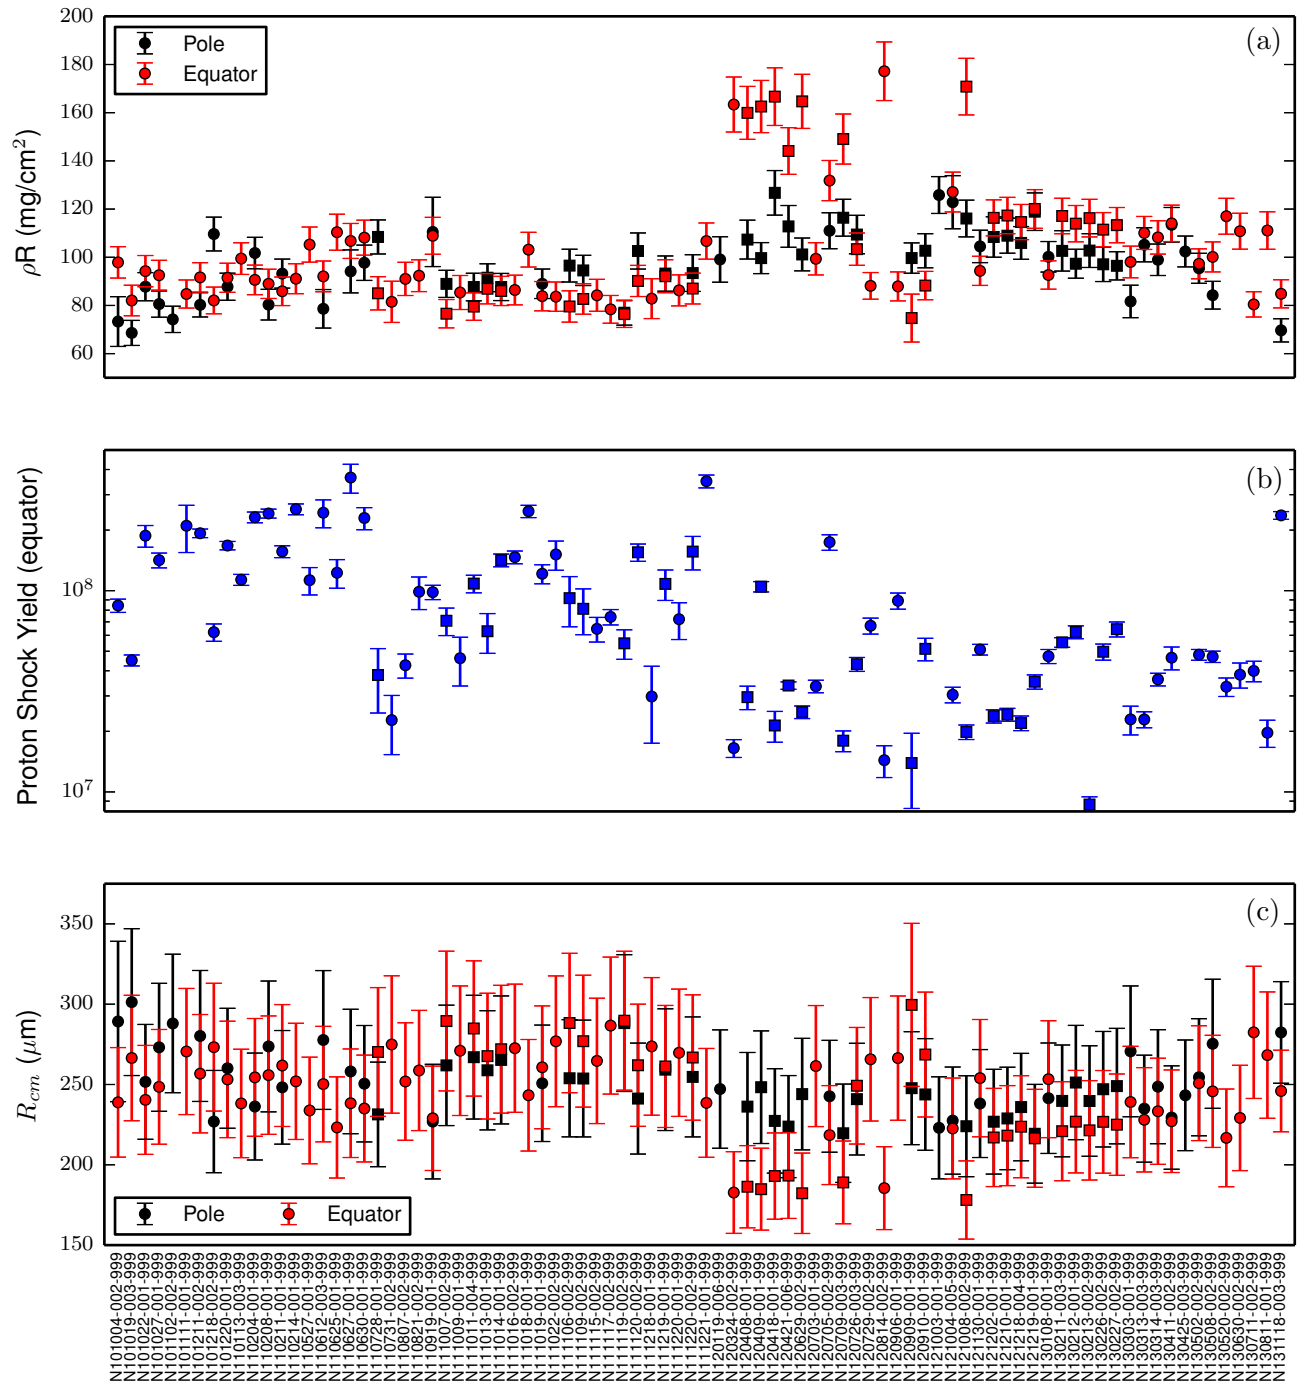 (a)
Pole
Equator
200
180
160
140
120
100
80
60
ρR (mg/cm²)
(b)
10⁸
10⁷
Proton Shock Yield (equator)
(c)
350
300
250
200
150
R_cm (μm)
Pole Equator
N101004-002-999
N101019-003-999
N101022-001-999
N101027-001-999
N101102-002-999
N101111-001-999
N101211-002-999
N101218-002-999
N101220-002-999
N110113-003-999
N110204-001-999
N110208-001-999
N110211-001-999
N110214-001-999
N110527-001-999
N110612-003-999
N110625-001-999
N110627-001-999
N110630-001-999
N110728-001-999
N110731-002-999
N110807-002-999
N110821-002-999
N110919-001-999
N111007-002-999
N111009-001-999
N111011-004-999
N111013-001-999
N111014-001-999
N111016-002-999
N111019-001-999
N111022-002-999
N111106-002-999
N111109-002-999
N111115-002-999
N111117-002-999
N111119-002-999
N111120-002-999
N111218-001-999
N111219-001-999
N111220-001-999
N111220-002-999
N111221-001-999
N120119-006-999
N120324-002-999
N120408-001-999
N120409-001-999
N120418-001-999
N120421-006-999
N120629-002-999
N120703-001-999
N120705-002-999
N120709-003-999
N120726-003-999
N120729-002-999
N120814-002-999
N120906-001-999
N120909-001-999
N120910-001-999
N121003-001-999
N121004-005-999
N121008-002-999
N121130-001-999
N121202-001-999
N121210-001-999
N121218-004-999
N121219-001-999
N130108-001-999
N130211-003-999
N130212-001-999
N130213-002-999
N130226-002-999
N130227-002-999
N130303-001-999
N130313-001-999
N130314-003-999
N130411-002-999
N130425-003-999
N130502-001-999
N130508-002-999
N130520-002-999
N130630-002-999
N130711-002-999
N130811-001-999
N131118-003-999